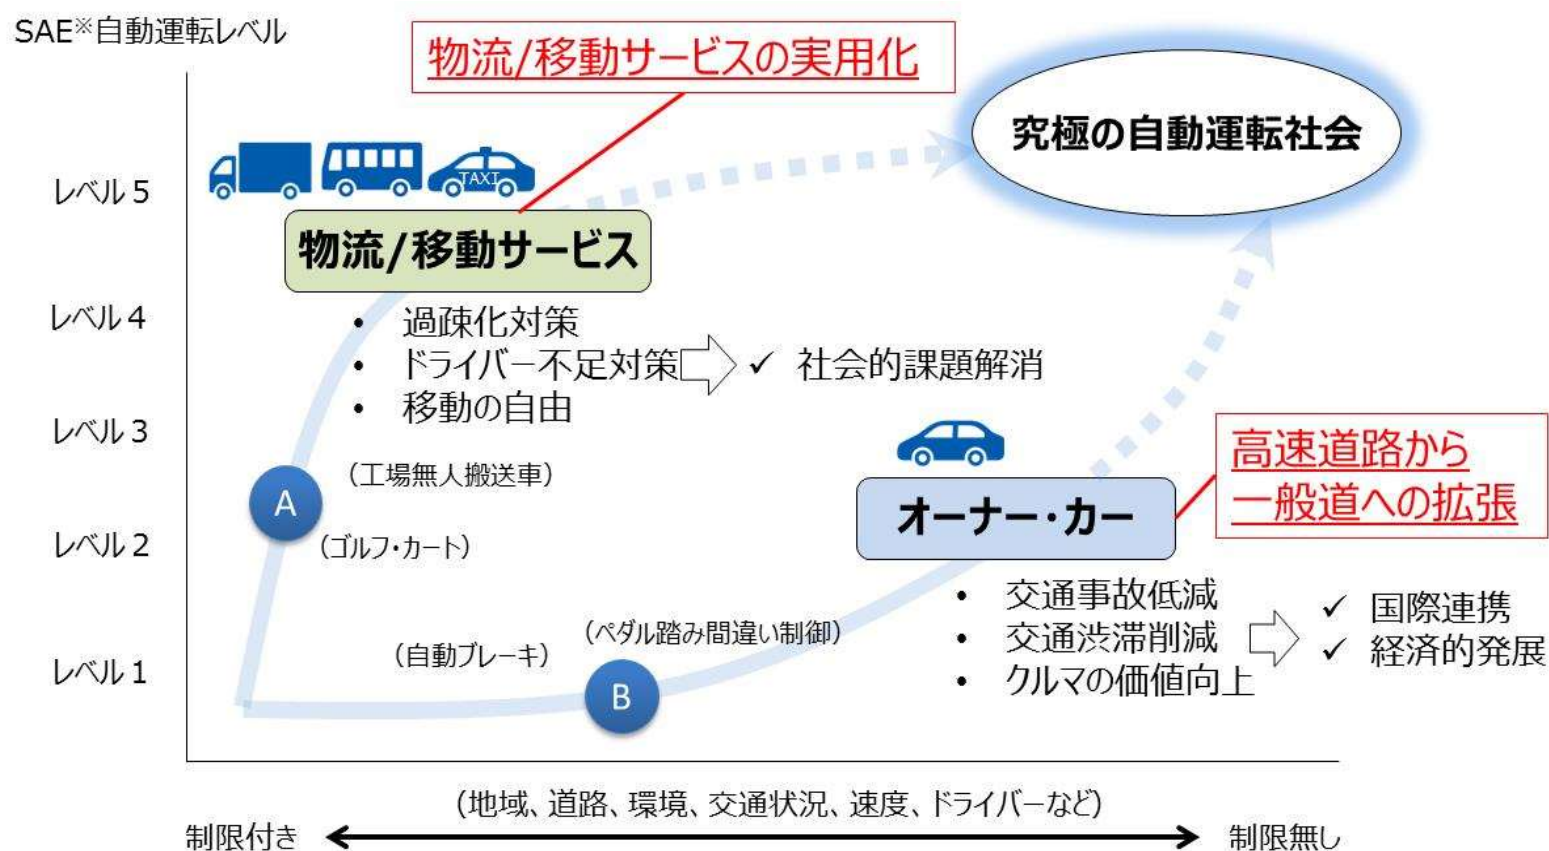 SAE※自動運転レベル
物流/移動サービスの実用化
究極の自動運転社会
TAXI
レベル5
物流/移動サービス
レベル4
• 過疎化対策
• ドライバー不足対策
✓ 社会的課題解消
• 移動の自由
レベル3
高速道路から
一般道への拡張
(工場無人搬送車)
A
オーナー・カー
レベル2
(ゴルフ・カート)
• 交通事故低減
• 交通渋滞削減
• クルマの価値向上
✓ 国際連携
✓ 経済的発展
(ペダル踏み間違い制御)
(自動ブレーキ)
レベル1
B
(地域、道路、環境、交通状況、速度、ドライバーなど)
制限付き
制限無し